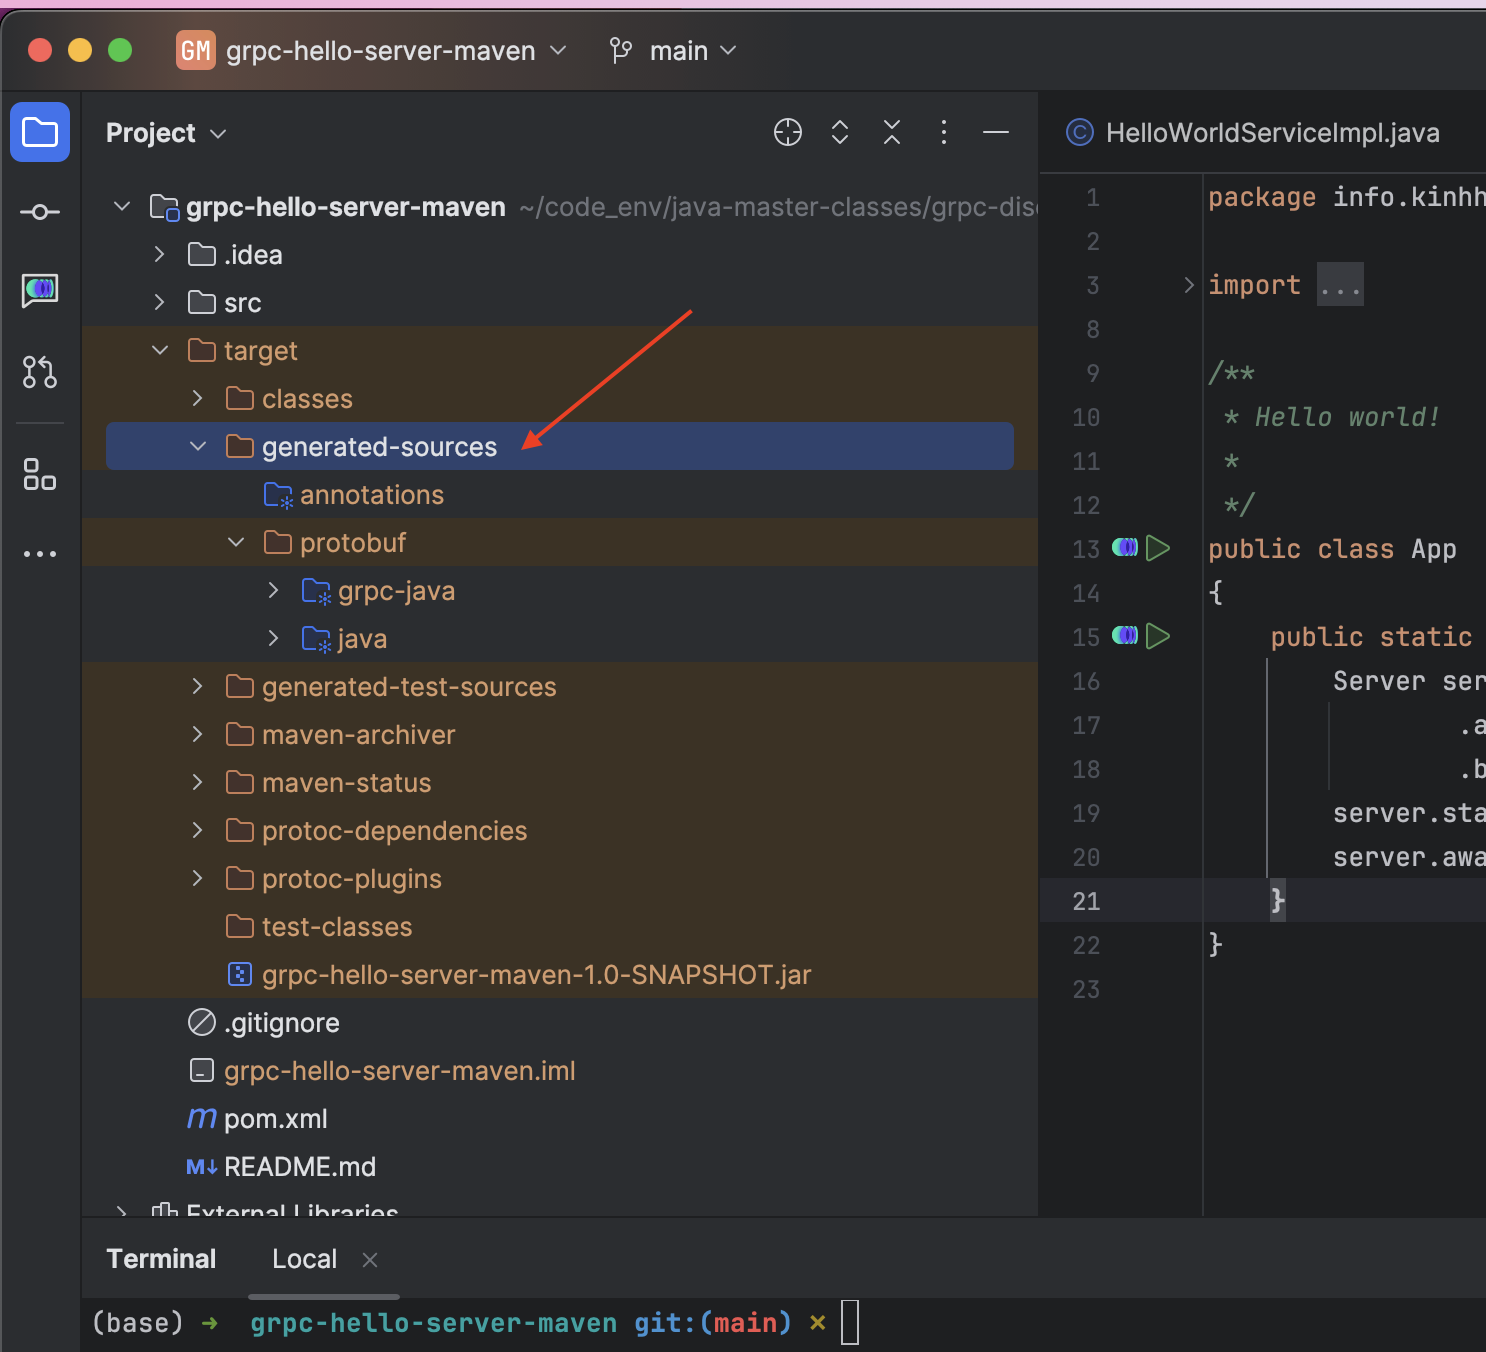 GM grpc-hello-server-maven main
Project
grpc-hello-server-maven ~/code_env/java-master-classes/grpc-dis
.idea
src
target
classes
generated-sources
annotations
protobuf
grpc-java
java
generated-test-sources
maven-archiver
maven-status
protoc-dependencies
protoc-plugins
test-classes
grpc-hello-server-maven-1.0-SNAPSHOT.jar
.gitignore
grpc-hello-server-maven.iml
m pom.xml
M↓ README.md
External Libraries
C HelloWorldServiceImpl.java
1 package info.kinhh
2
3 import ...
8
9 /**
10 * Hello world!
11 *
12 */
13 public class App
14 {
15 public static
16 Server ser
17 .a
18 .b
19 server.sta
20 server.awa
21 }
22 }
23
Terminal Local ×
(base) ➜ grpc-hello-server-maven git:(main) ×